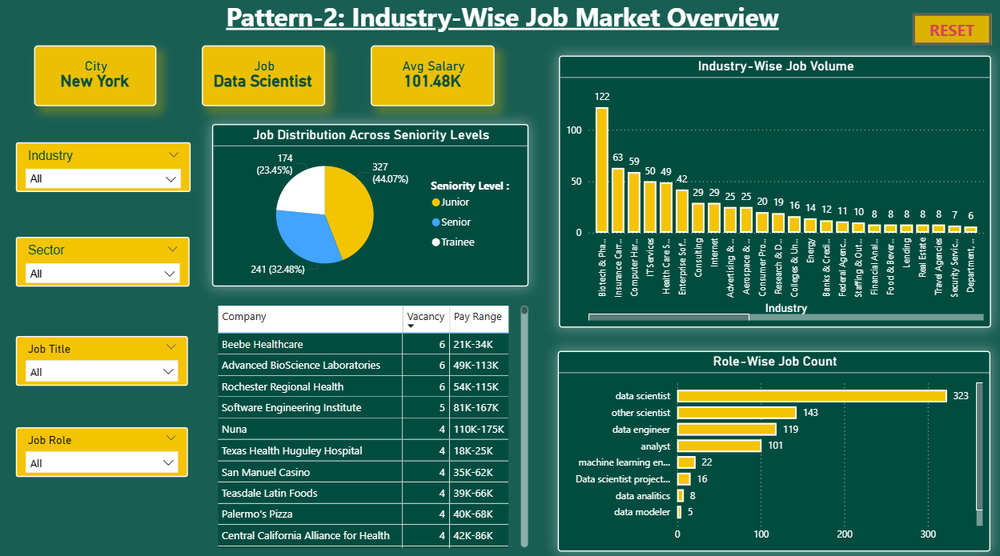 Pattern-2: Industry-Wise Job Market Overview
RESET
City
New York
Job
Data Scientist
Avg Salary
101.48K
Industry
All
Sector
All
Job Title
All
Job Role
All
Job Distribution Across Seniority Levels
174
(23.45%)
327
(44.07%)
241 (32.48%)
Seniority Level :
Junior
Senior
Trainee
Company Vacancy Pay Range
Beebe Healthcare 6 21K-34K
Advanced BioScience Laboratories 6 49K-113K
Rochester Regional Health 6 54K-115K
Software Engineering Institute 5 81K-167K
Nuna 4 110K-175K
Texas Health Huguley Hospital 4 18K-25K
San Manuel Casino 4 35K-62K
Teasdale Latin Foods 4 39K-66K
Palermo's Pizza 4 40K-68K
Central California Alliance for Health 4 42K-86K
Industry-Wise Job Volume
122 63 59 50 49 42 29 29 25 25 20 19 16 14 12 11 10 8 8 8 8 8 7 6
100
50
0
Biotech & Pha...
Insurance Carr...
Computer Har...
IT Services
Health Care S...
Enterprise Sof...
Consulting
Internet
Advertising & ...
Aerospace & ...
Consumer Pro...
Research & D...
Colleges & Un...
Energy
Banks & Credi...
Federal Agenc...
Staffing & Out...
Financial Anal...
Food & Bever...
Lending
Real Estate
Travel Agencies
Security Servic...
Department, ...
Industry
Role-Wise Job Count
data scientist 323
other scientist 143
data engineer 119
analyst 101
machine learning en... 22
Data scientist project... 16
data analitics 8
data modeler 5
0 100 200 300